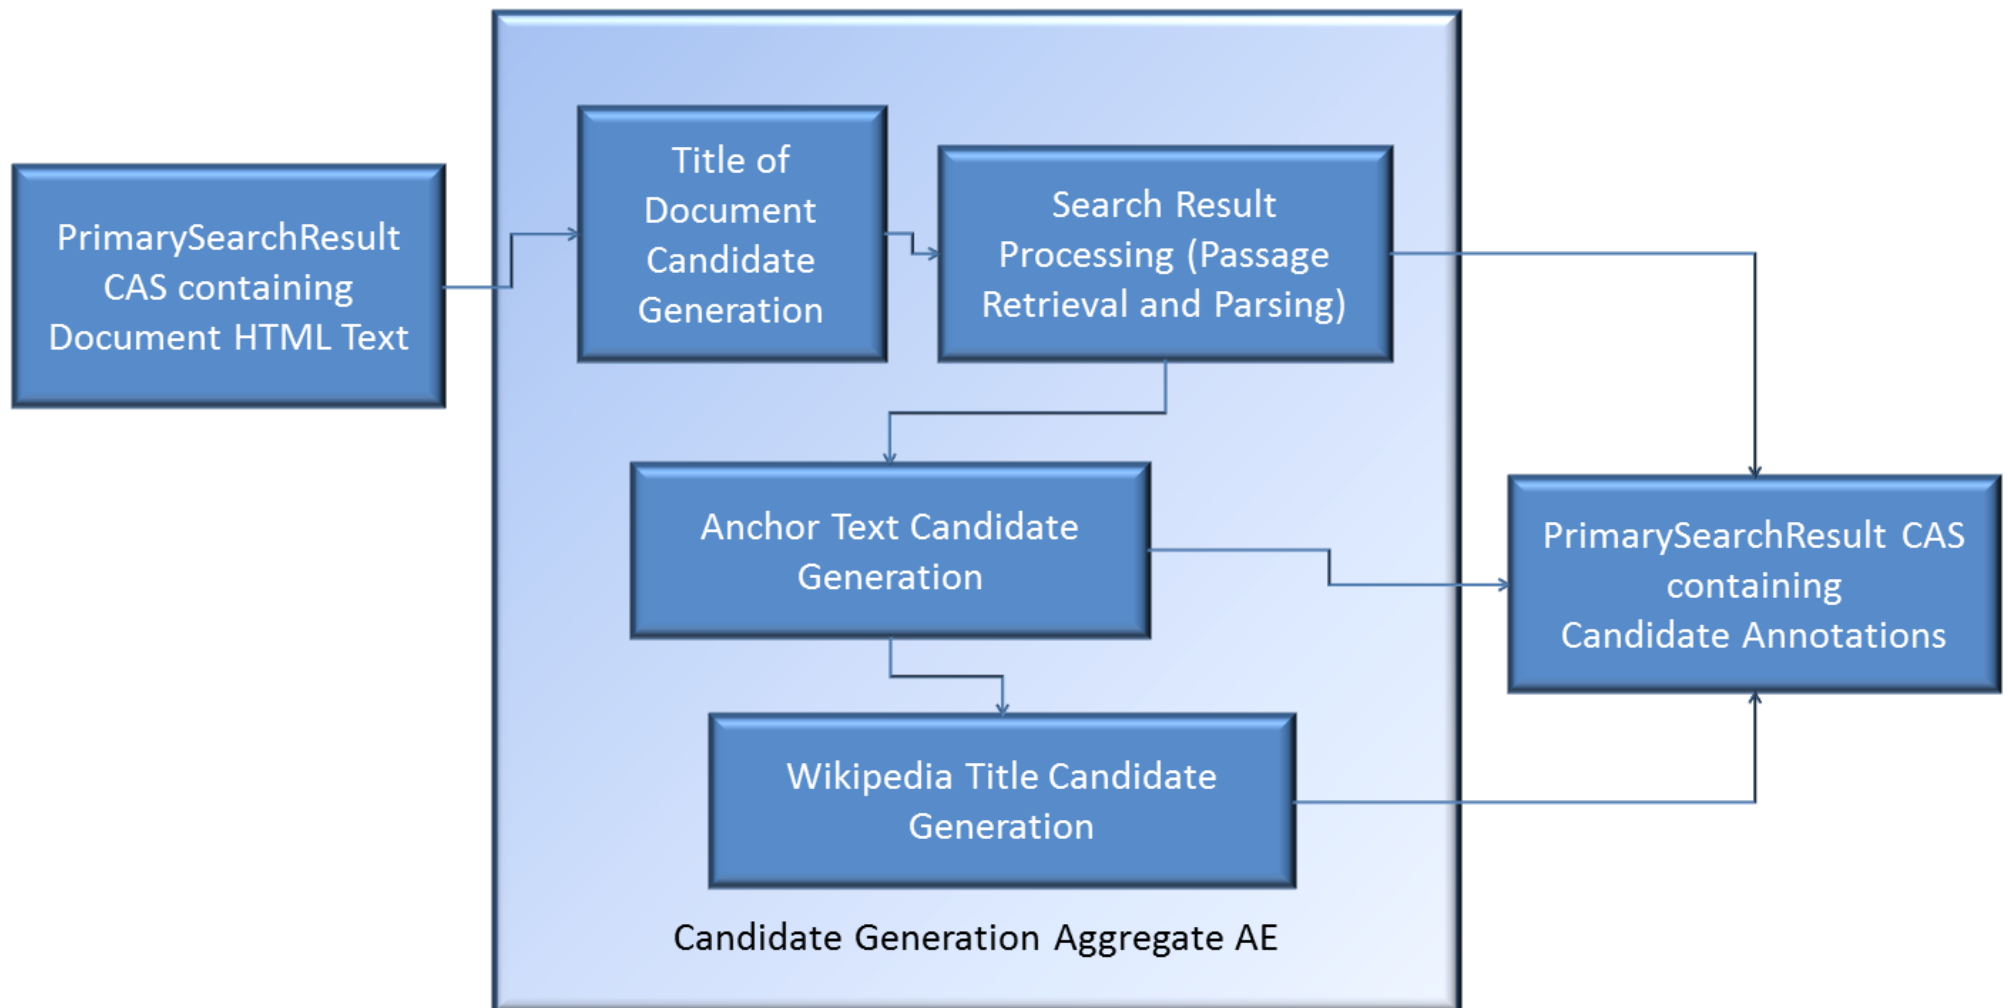 PrimarySearchResult
CAS containing
Document HTML Text
Title of
Document
Candidate
Generation
Search Result
Processing (Passage
Retrieval and Parsing)
Anchor Text Candidate
Generation
Wikipedia Title Candidate
Generation
Candidate Generation Aggregate AE
PrimarySearchResult CAS
containing
Candidate Annotations